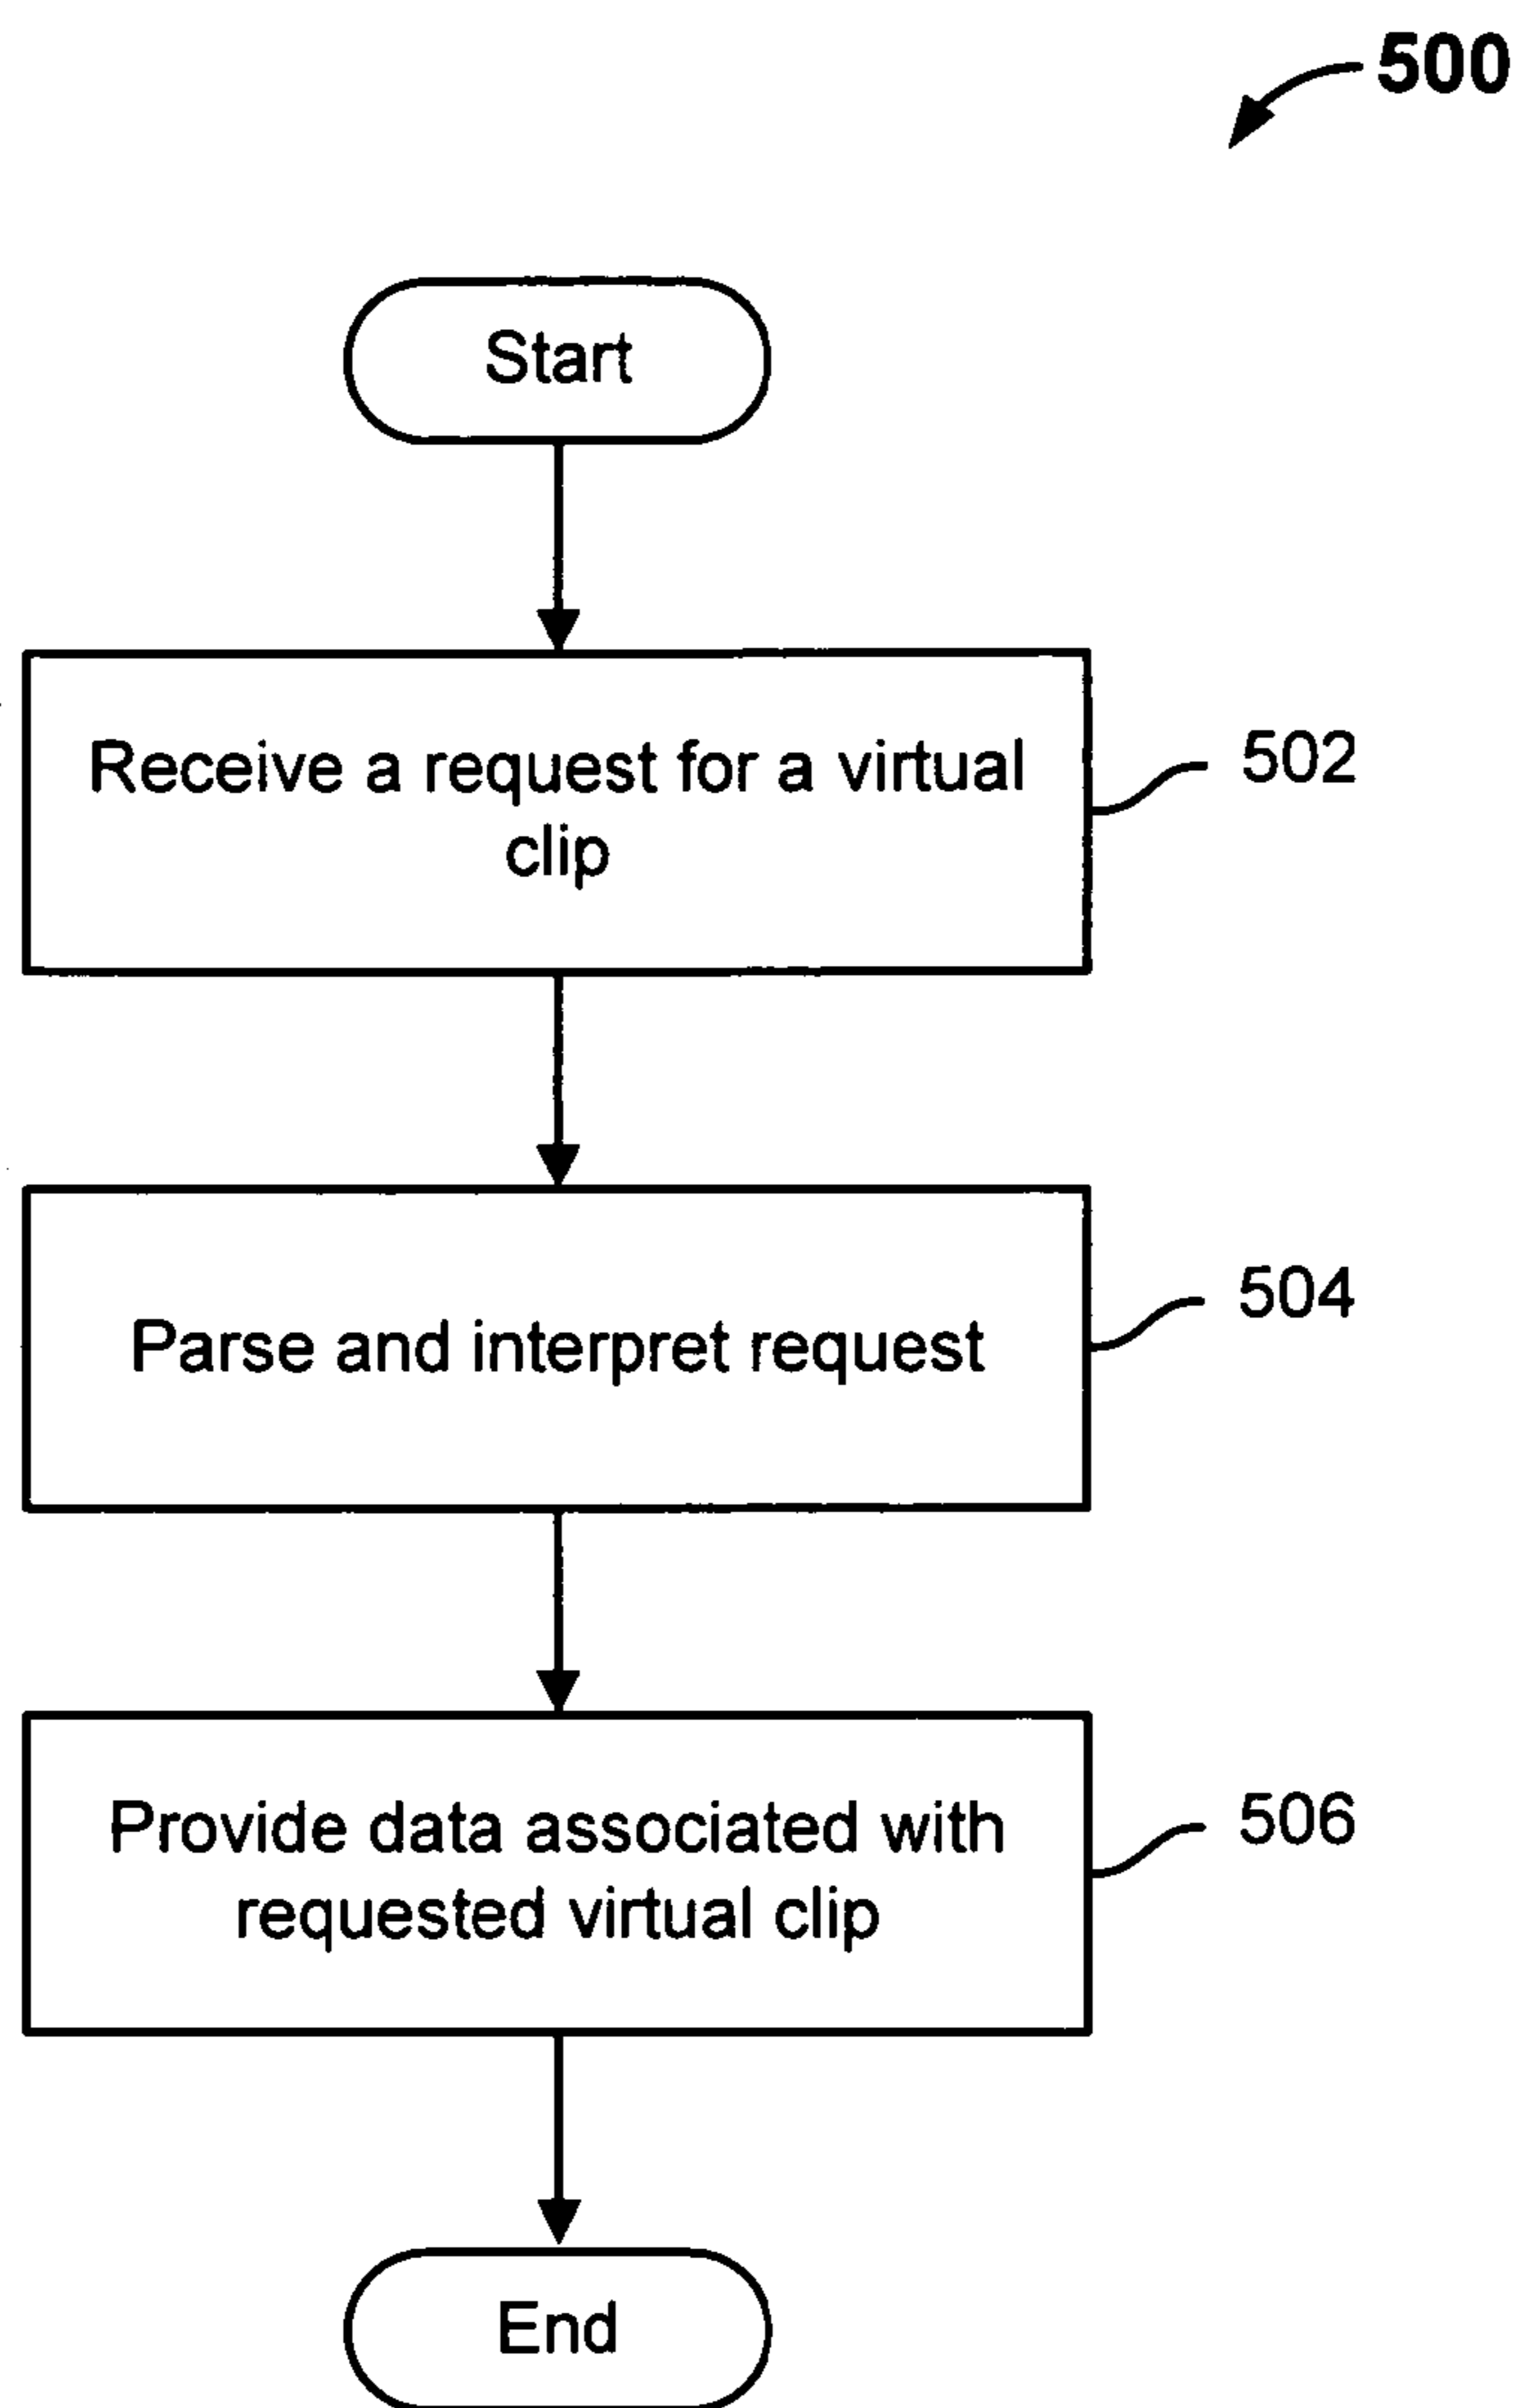 500
Start
Receive a request for a virtual
clip
502
Parse and interpret request
504
Provide data associated with
requested virtual clip
506
End